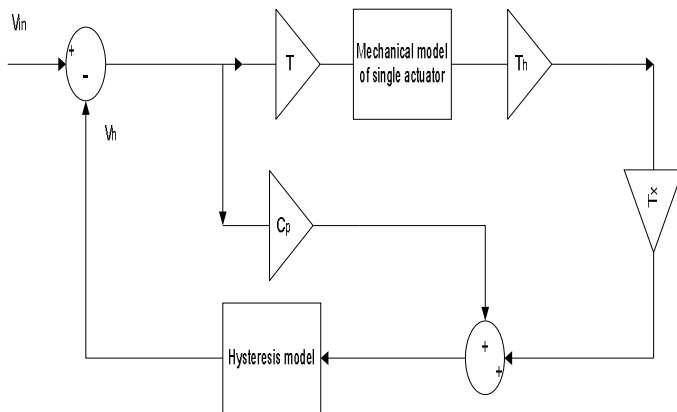 Vin
+
-
T
Mechanical model
of single actuator
Th
Vh
Tx
Cp
Hysteresis model
+
+